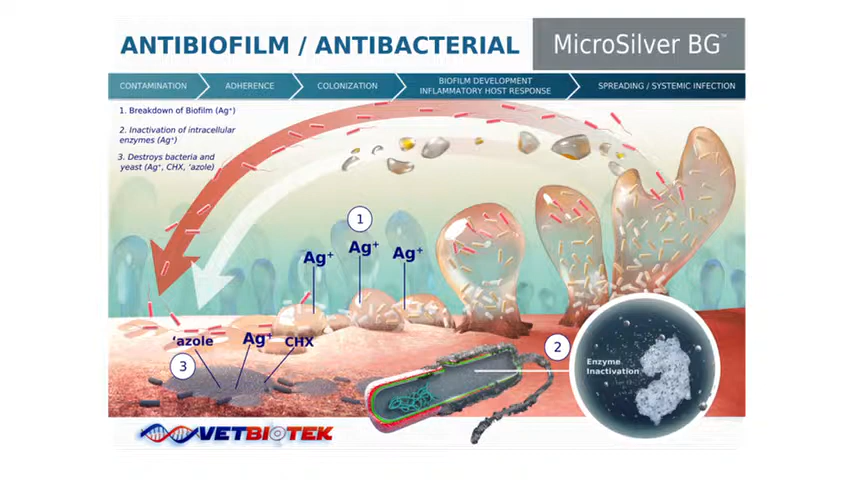 ANTIBIOFILM / ANTIBACTERIAL
MicroSilver BG™
CONTAMINATION
ADHERENCE
COLONIZATION
BIOFILM DEVELOPMENT
INFLAMMATORY HOST RESPONSE
SPREADING / SYSTEMIC INFECTION
1. Breakdown of Biofilm (Ag⁺)
2. Inactivation of intracellular
enzymes (Ag⁺)
3. Destroys bacteria and
yeast (Ag⁺, CHX, ‘azole)
1
Ag⁺
Ag⁺
Ag⁺
‘azole
Ag⁺
CHX
3
2
Enzyme
Inactivation
VETBIOTEK